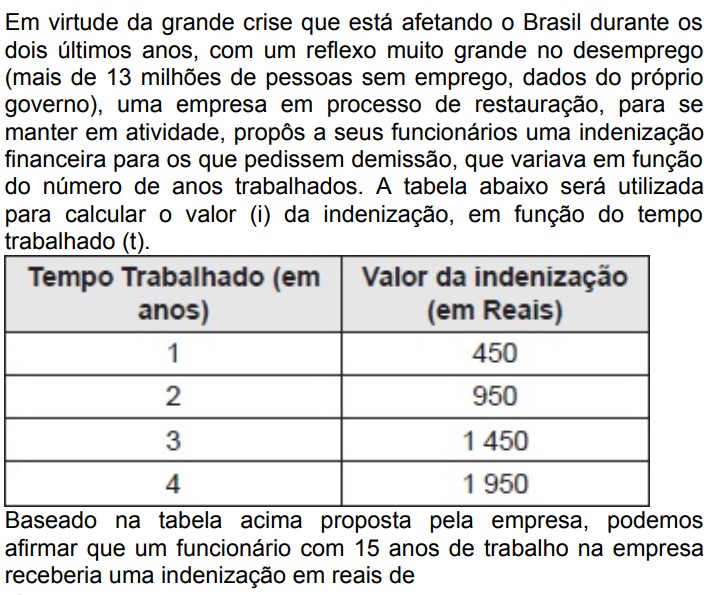 Em virtude da grande crise que está afetando o Brasil durante os
dois últimos anos, com um reflexo muito grande no desemprego
(mais de 13 milhões de pessoas sem emprego, dados do próprio
governo), uma empresa em processo de restauração, para se
manter em atividade, propôs a seus funcionários uma indenização
financeira para os que pedissem demissão, que variava em função
do número de anos trabalhados. A tabela abaixo será utilizada
para calcular o valor (i) da indenização, em função do tempo
trabalhado (t).
Tempo Trabalhado (em anos) Valor da indenização (em Reais)
1 450
2 950
3 1 450
4 1 950
Baseado na tabela acima proposta pela empresa, podemos
afirmar que um funcionário com 15 anos de trabalho na empresa
receberia uma indenização em reais de